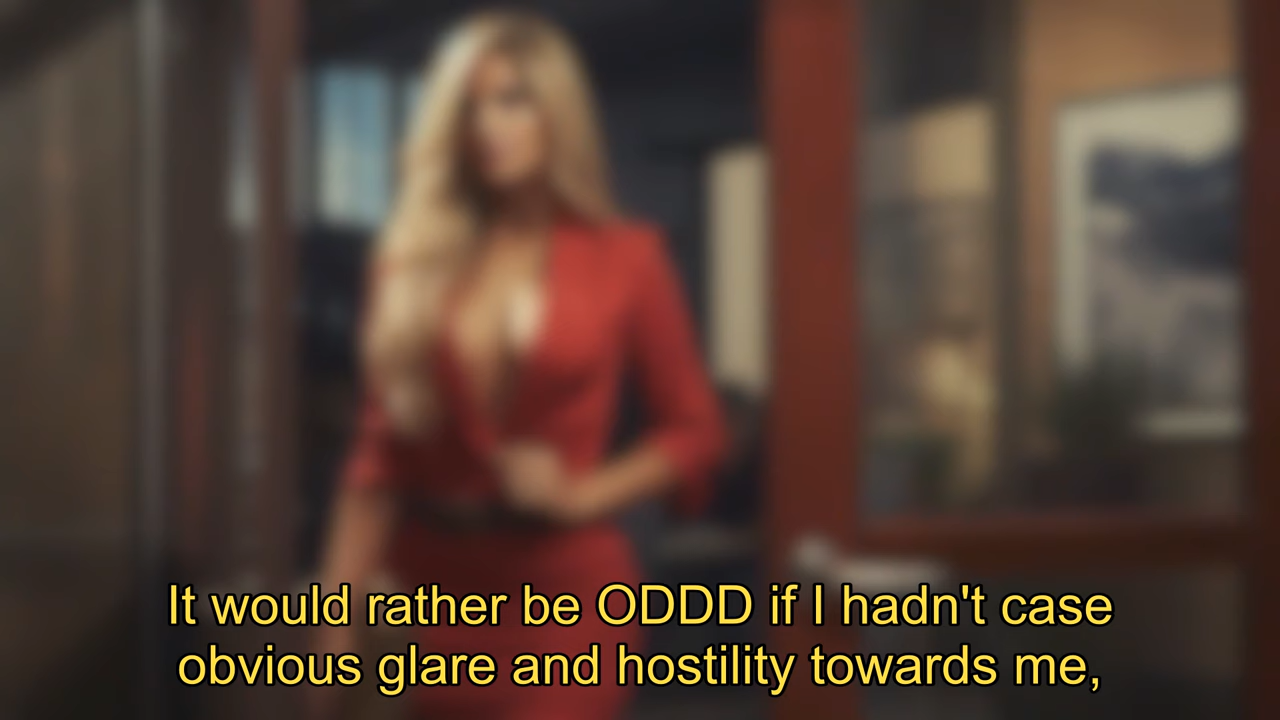 It would rather be ODDD if I hadn't case
obvious glare and hostility towards me,